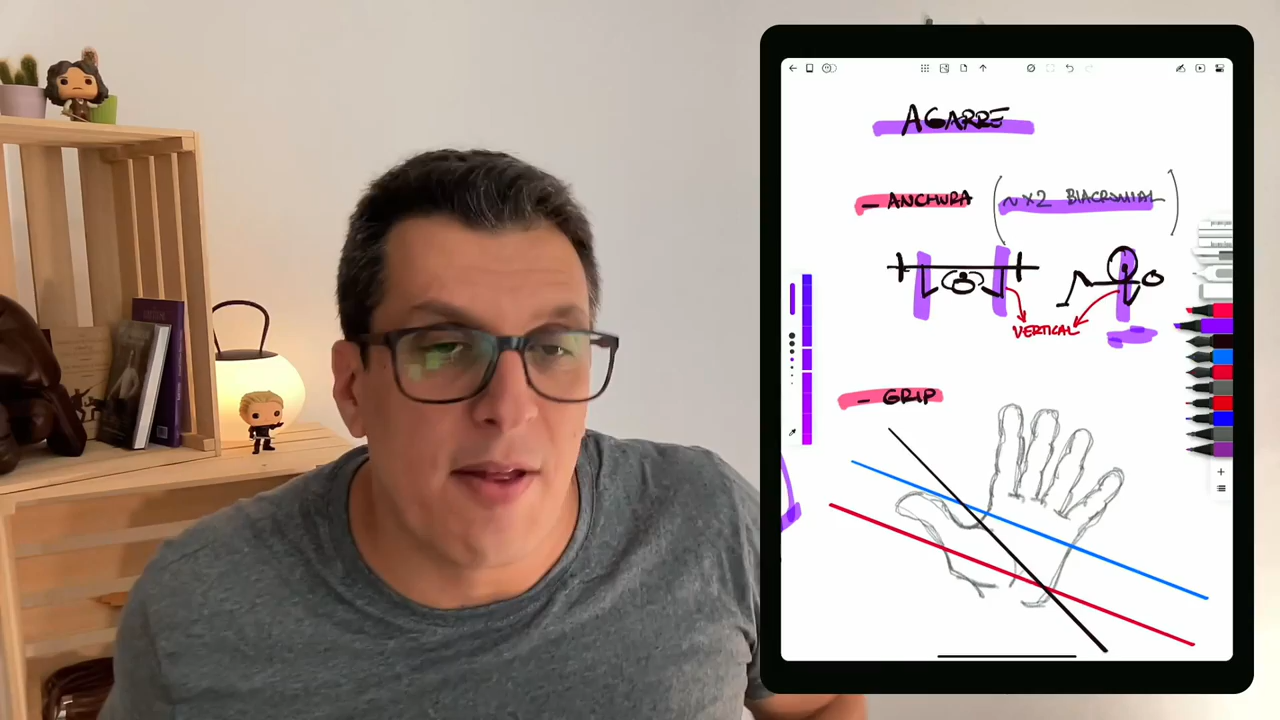 AGARRE
- ANCHURA (~ x2 BIACROMIAL)
VERTICAL
- GRIP